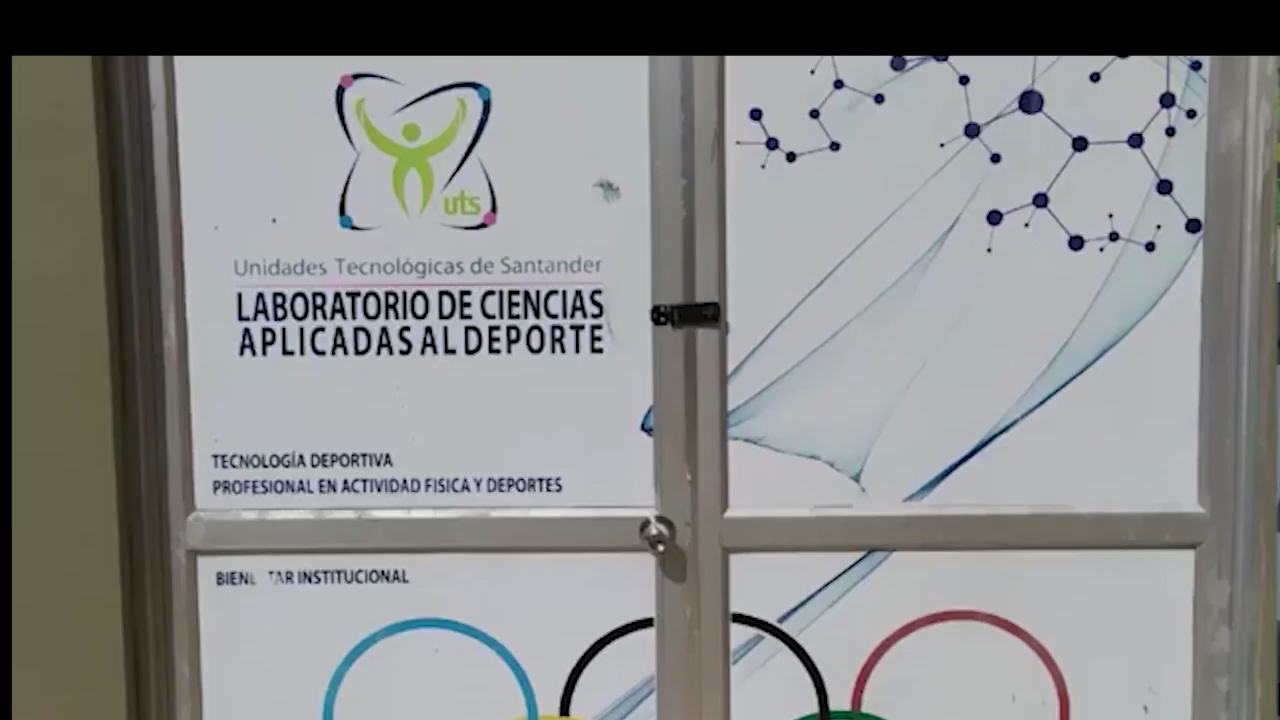 uts
Unidades Tecnológicas de Santander
LABORATORIO DE CIENCIAS
APLICADAS AL DEPORTE
TECNOLOGÍA DEPORTIVA
PROFESIONAL EN ACTIVIDAD FISICA Y DEPORTES
INSTITUCIONAL